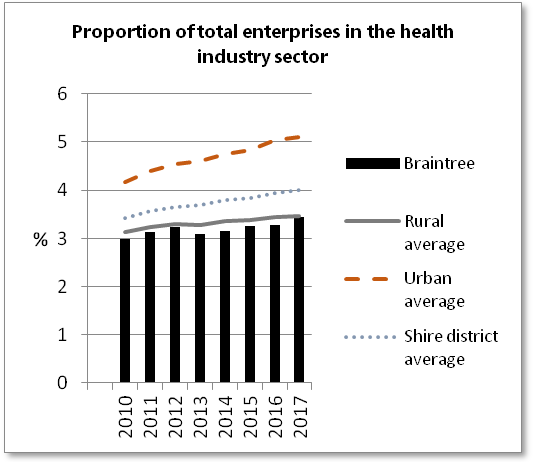 Proportion of total enterprises in the health
industry sector
6
5
4
3
2
1
0
%
2010
2011
2012
2013
2014
2015
2016
2017
Braintree
Rural
average
Urban
average
Shire district
average